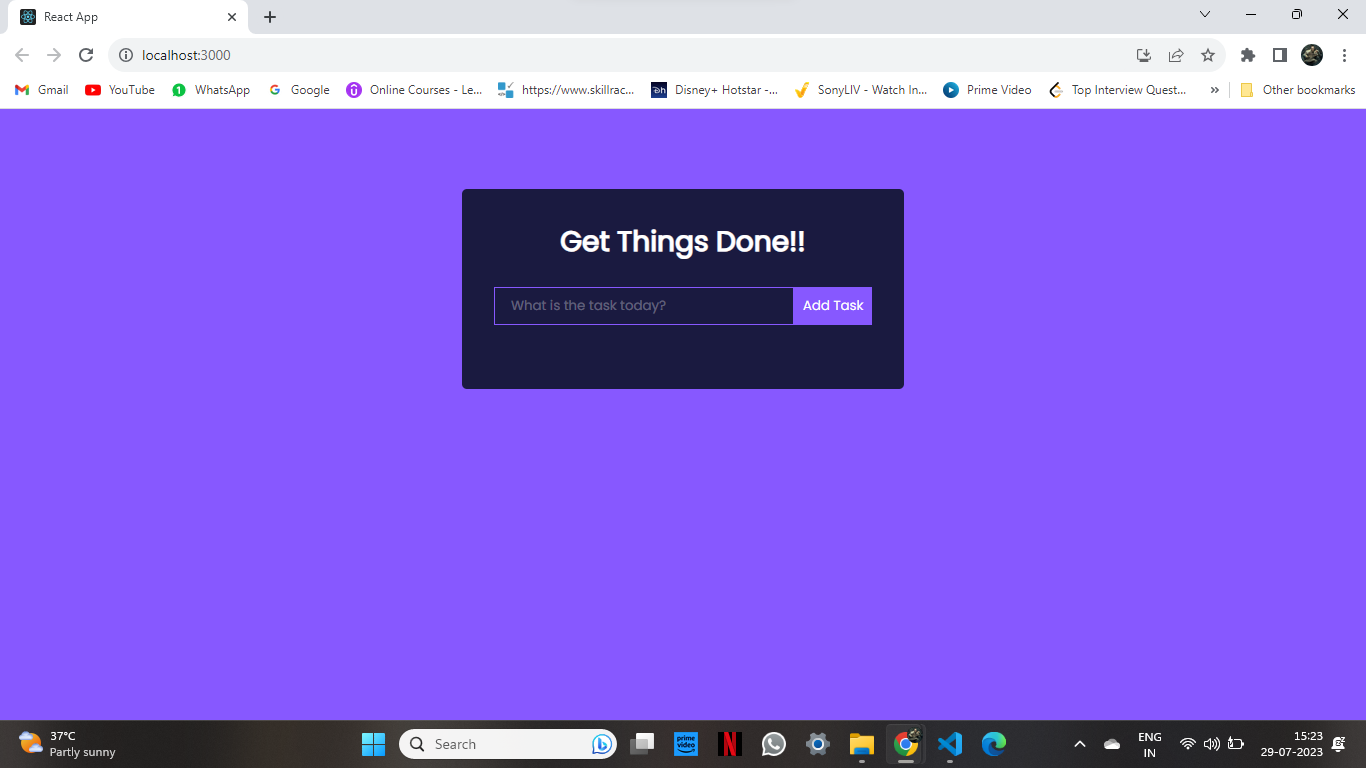 React App
localhost:3000
Gmail
YouTube
WhatsApp
Google
Online Courses - Le...
https://www.skillrac...
Disney+ Hotstar -...
SonyLIV - Watch In...
Prime Video
Top Interview Quest...
»
Other bookmarks
Get Things Done!!
What is the task today?
Add Task
37°C
Partly sunny
Search
prime video
ENG
IN
15:23
29-07-2023